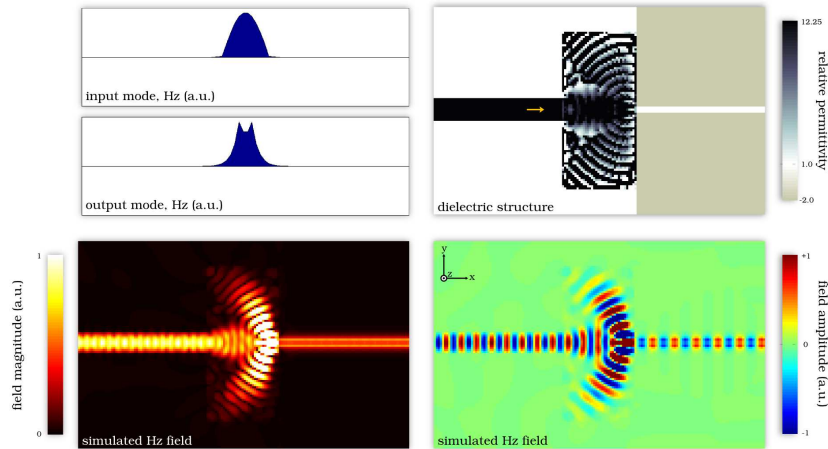 input mode, Hz (a.u.)
output mode, Hz (a.u.)
dielectric structure
12.25
1.0
-2.0
relative permittivity
field magnitude (a.u.)
1
0
simulated Hz field
y
z
x
simulated Hz field
+1
0
-1
field amplitude (a.u.)